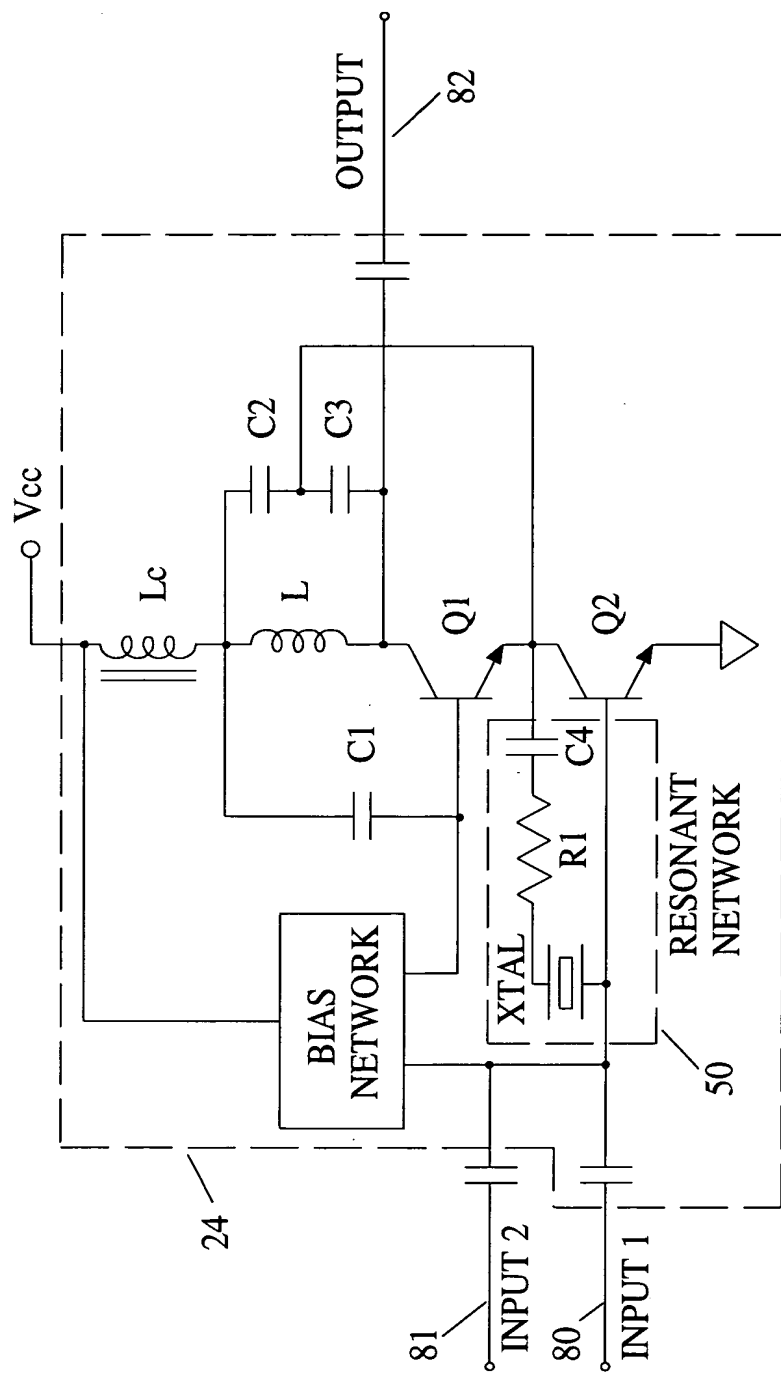 Vcc
OUTPUT
82
Lc
C2
L
C3
C1
Q1
BIAS
NETWORK
XTAL
R1
C4
Q2
RESONANT
NETWORK
50
24
81
INPUT 2
80
INPUT 1